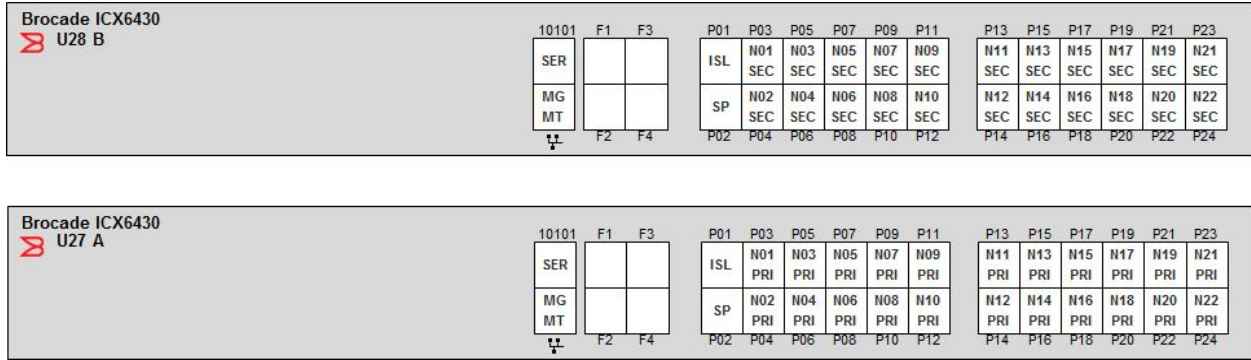 Brocade ICX6430
U28 B
10101 F1 F3 P01 P03 P05 P07 P09 P11 P13 P15 P17 P19 P21 P23
SER ISL N01 N03 N05 N07 N09 N11 N13 N15 N17 N19 N21
SEC SEC SEC SEC SEC SEC SEC SEC SEC SEC SEC
MG SP N02 N04 N06 N08 N10 N12 N14 N16 N18 N20 N22
MT SEC SEC SEC SEC SEC SEC SEC SEC SEC SEC SEC
F2 F4 P02 P04 P06 P08 P10 P12 P14 P16 P18 P20 P22 P24
Brocade ICX6430
U27 A
10101 F1 F3 P01 P03 P05 P07 P09 P11 P13 P15 P17 P19 P21 P23
SER ISL N01 N03 N05 N07 N09 N11 N13 N15 N17 N19 N21
PRI PRI PRI PRI PRI PRI PRI PRI PRI PRI PRI
MG SP N02 N04 N06 N08 N10 N12 N14 N16 N18 N20 N22
MT PRI PRI PRI PRI PRI PRI PRI PRI PRI PRI PRI
F2 F4 P02 P04 P06 P08 P10 P12 P14 P16 P18 P20 P22 P24